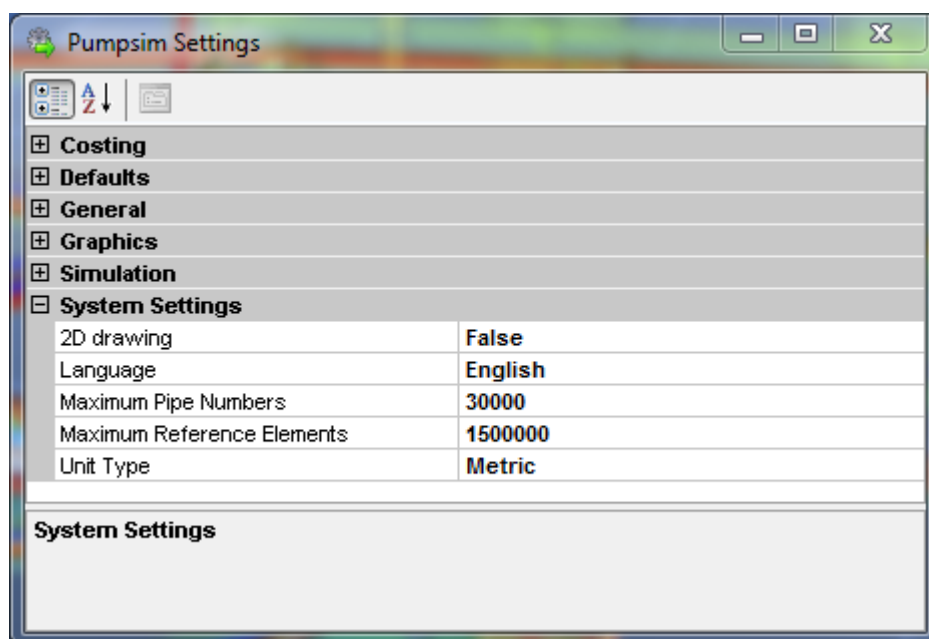 Pumpsim Settings
A
Z
Costing
Defaults
General
Graphics
Simulation
System Settings
2D drawing False
Language English
Maximum Pipe Numbers 30000
Maximum Reference Elements 1500000
Unit Type Metric
System Settings